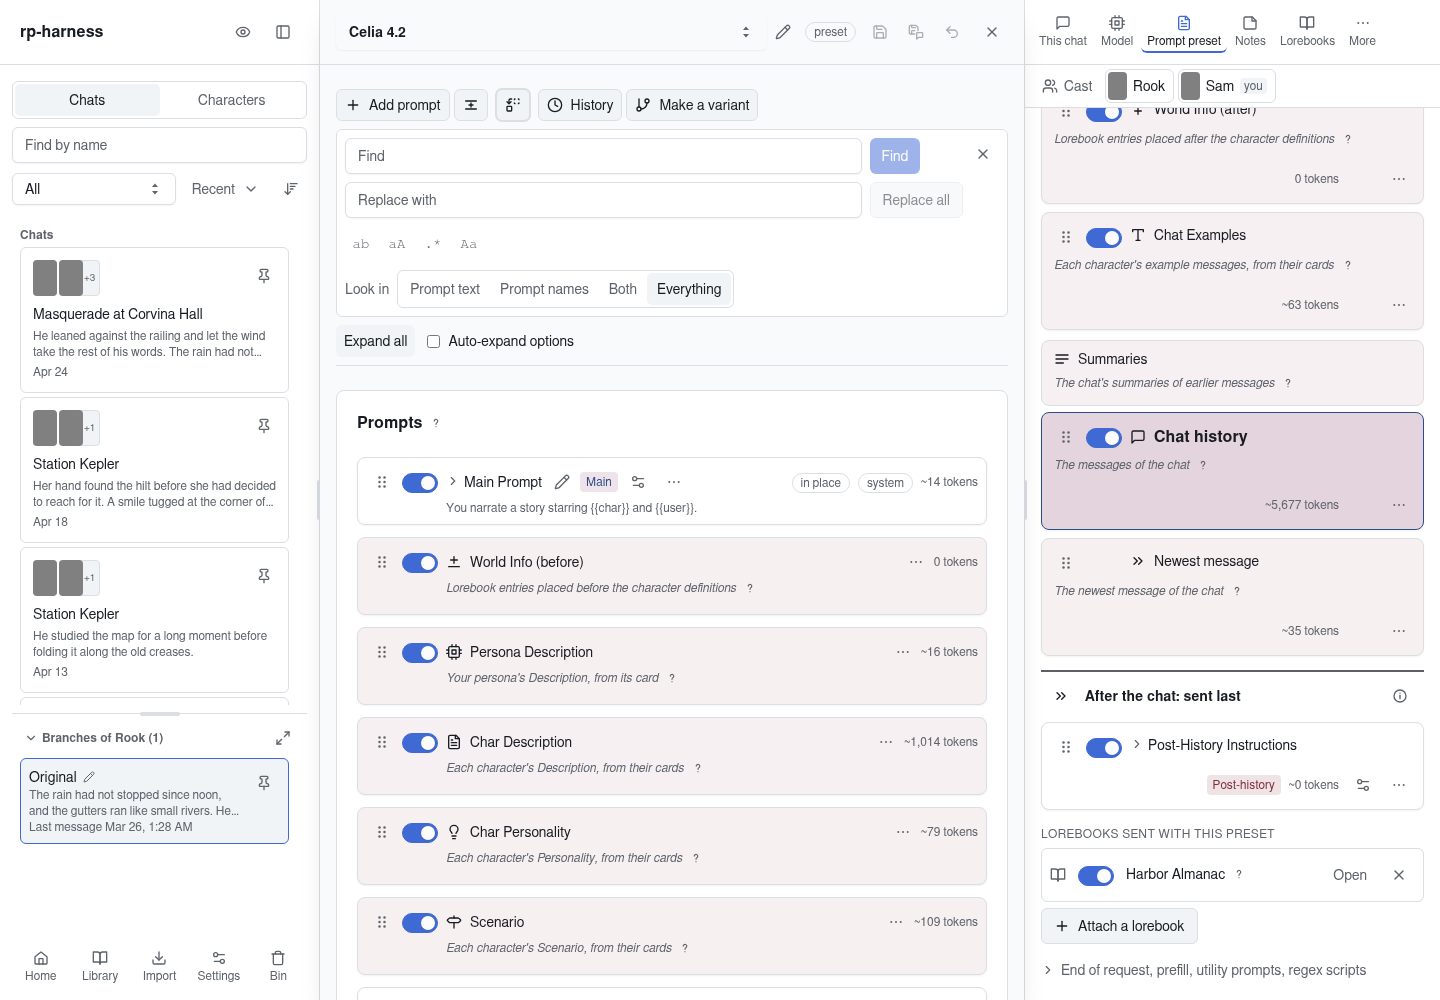 rp-harness
Chats
Characters
Find by name
All
Recent
Chats
+3
Masquerade at Corvina Hall
He leaned against the railing and let the wind
take the rest of his words. The rain had not...
Apr 24
+1
Station Kepler
Her hand found the hilt before she had decided
to reach for it. A smile tugged at the corner of...
Apr 18
+1
Station Kepler
He studied the map for a long moment before
folding it along the old creases.
Apr 13
Branches of Rook (1)
Original
The rain had not stopped since noon,
and the gutters ran like small rivers. He...
Last message Mar 26, 1:28 AM
Home
Library
Import
Settings
Bin
Celia 4.2
preset
Add prompt
History
Make a variant
Find
Find
Replace with
Replace all
ab
aA
.*
Aa
Look in
Prompt text
Prompt names
Both
Everything
Expand all
Auto-expand options
Prompts ?
Main Prompt
Main
in place
system
~14 tokens
You narrate a story starring {{char}} and {{user}}.
World Info (before)
0 tokens
Lorebook entries placed before the character definitions ?
Persona Description
~16 tokens
Your persona's Description, from its card ?
Char Description
~1,014 tokens
Each character's Description, from their cards ?
Char Personality
~79 tokens
Each character's Personality, from their cards ?
Scenario
~109 tokens
Each character's Scenario, from their cards ?
This chat
Model
Prompt preset
Notes
Lorebooks
More
Cast
Rook
Sam you
World Info (after)
Lorebook entries placed after the character definitions ?
0 tokens
Chat Examples
Each character's example messages, from their cards ?
~63 tokens
Summaries
The chat's summaries of earlier messages ?
Chat history
The messages of the chat ?
~5,677 tokens
Newest message
The newest message of the chat ?
~35 tokens
After the chat: sent last
Post-History Instructions
Post-history
~0 tokens
LOREBOOKS SENT WITH THIS PRESET
Harbor Almanac ?
Open
Attach a lorebook
End of request, prefill, utility prompts, regex scripts